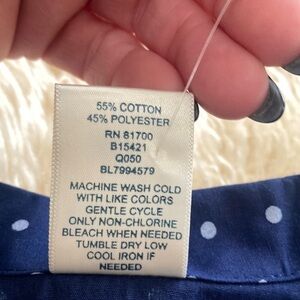 55% COTTON
45% POLYESTER
RN 81700
B15421
Q050
BL7994579
MACHINE WASH COLD
WITH LIKE COLORS
GENTLE CYCLE
ONLY NON-CHLORINE
BLEACH WHEN NEEDED
TUMBLE DRY LOW
COOL IRON IF
NEEDED